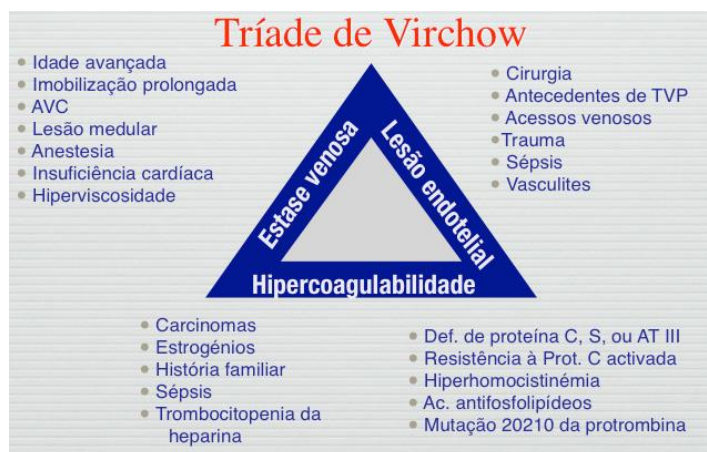 Tríade de Virchow
• Idade avançada
• Imobilização prolongada
• AVC
• Lesão medular
• Anestesia
• Insuficiência cardíaca
• Hiperviscosidade
• Cirurgia
• Antecedentes de TVP
• Acessos venosos
•Trauma
• Sépsis
• Vasculites
Estase venosa
Lesão endotelial
Hipercoagulabilidade
• Carcinomas
• Estrogénios
• História familiar
• Sépsis
• Trombocitopenia da
heparina
• Def. de proteína C, S, ou AT III
• Resistência à Prot. C activada
• Hiperhomocistinémia
• Ac. antifosfolipídeos
• Mutação 20210 da protrombina